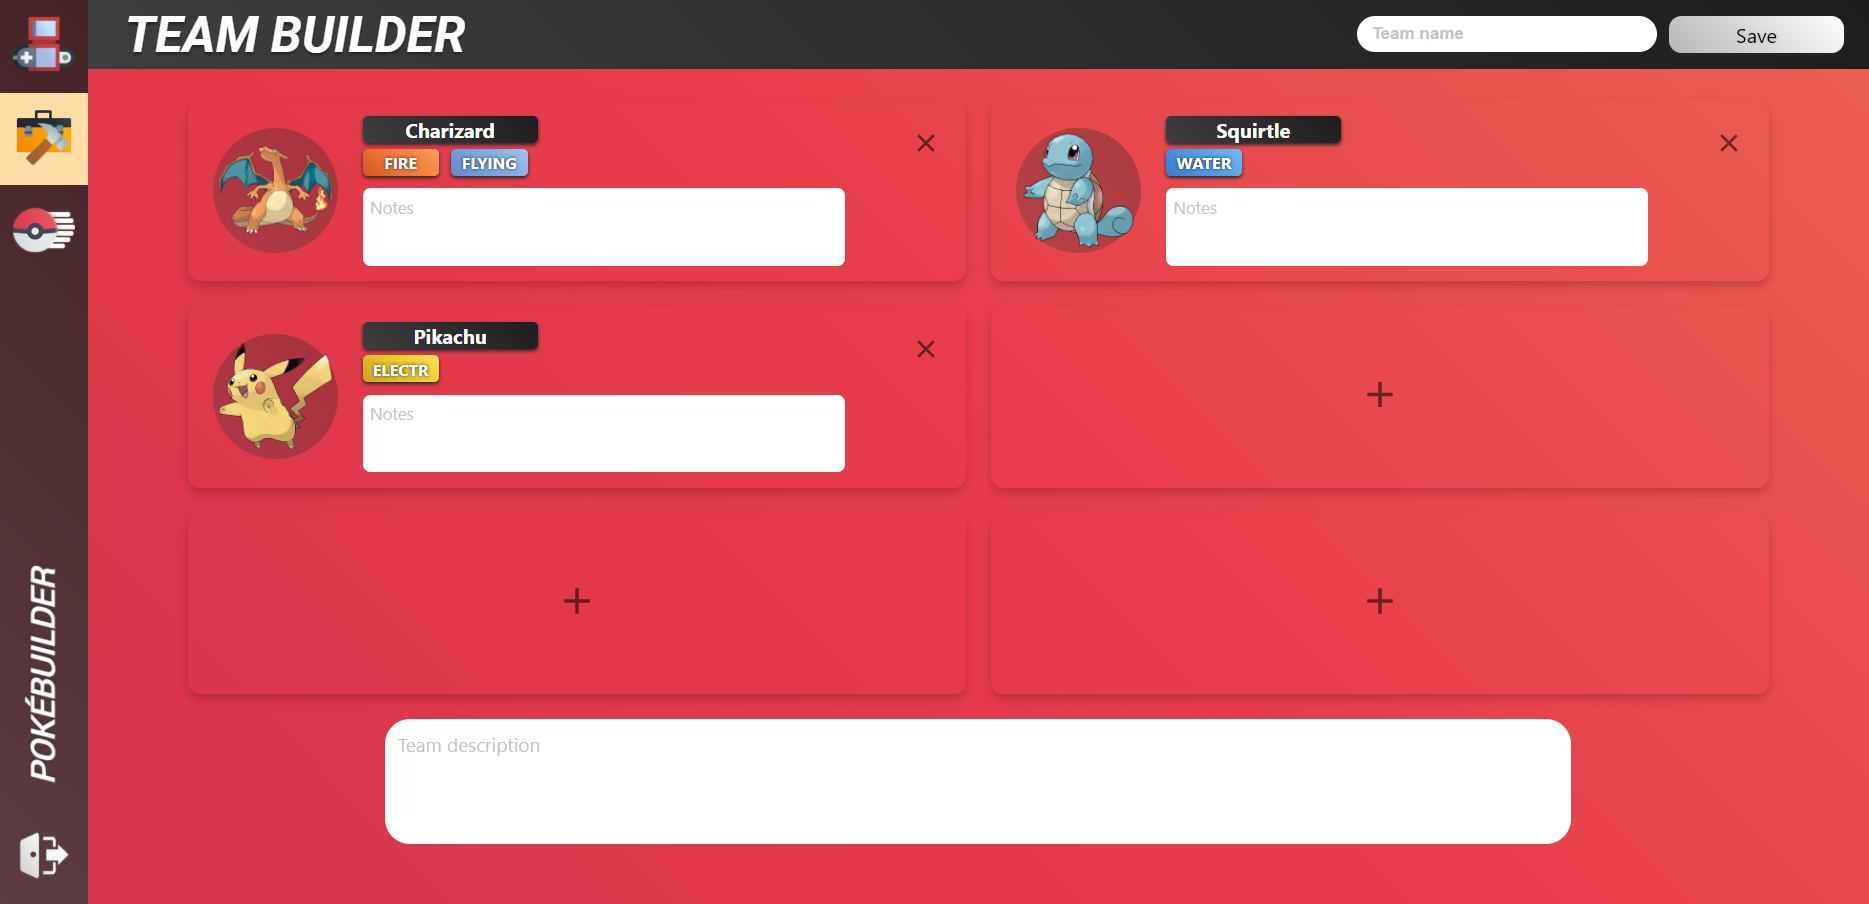 TEAM BUILDER
Team name
Save
Charizard
FIRE FLYING
Notes
Squirtle
WATER
Notes
Pikachu
ELECTR
Notes
Team description
POKÉBUILDER